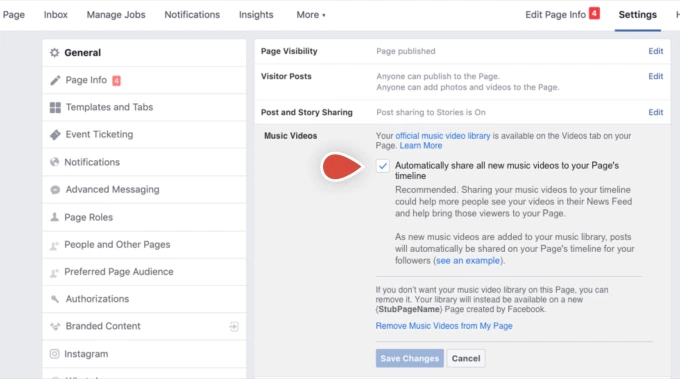 Page Inbox Manage Jobs Notifications Insights More Edit Page Info 4 Settings
General
Page Info 4
Templates and Tabs
Event Ticketing
Notifications
Advanced Messaging
Page Roles
People and Other Pages
Preferred Page Audience
Authorizations
Branded Content
Instagram
Page Visibility Page published Edit
Visitor Posts Anyone can publish to the Page. Edit
Anyone can add photos and videos to the Page.
Post and Story Sharing Post sharing to Stories is On Edit
Music Videos Your official music video library is available on the Videos tab on your
Page. Learn More
Automatically share all new music videos to your Page's
timeline
Recommended. Sharing your music videos to your timeline
could help more people see your videos in their News Feed
and help bring those viewers to your Page.
As new music videos are added to your music library, posts
will automatically be shared on your Page's timeline for your
followers (see an example).
If you don't want your music video library on this Page, you can
remove it. Your library will instead be available on a new
{StubPageName} Page created by Facebook.
Remove Music Videos from My Page
Save Changes Cancel